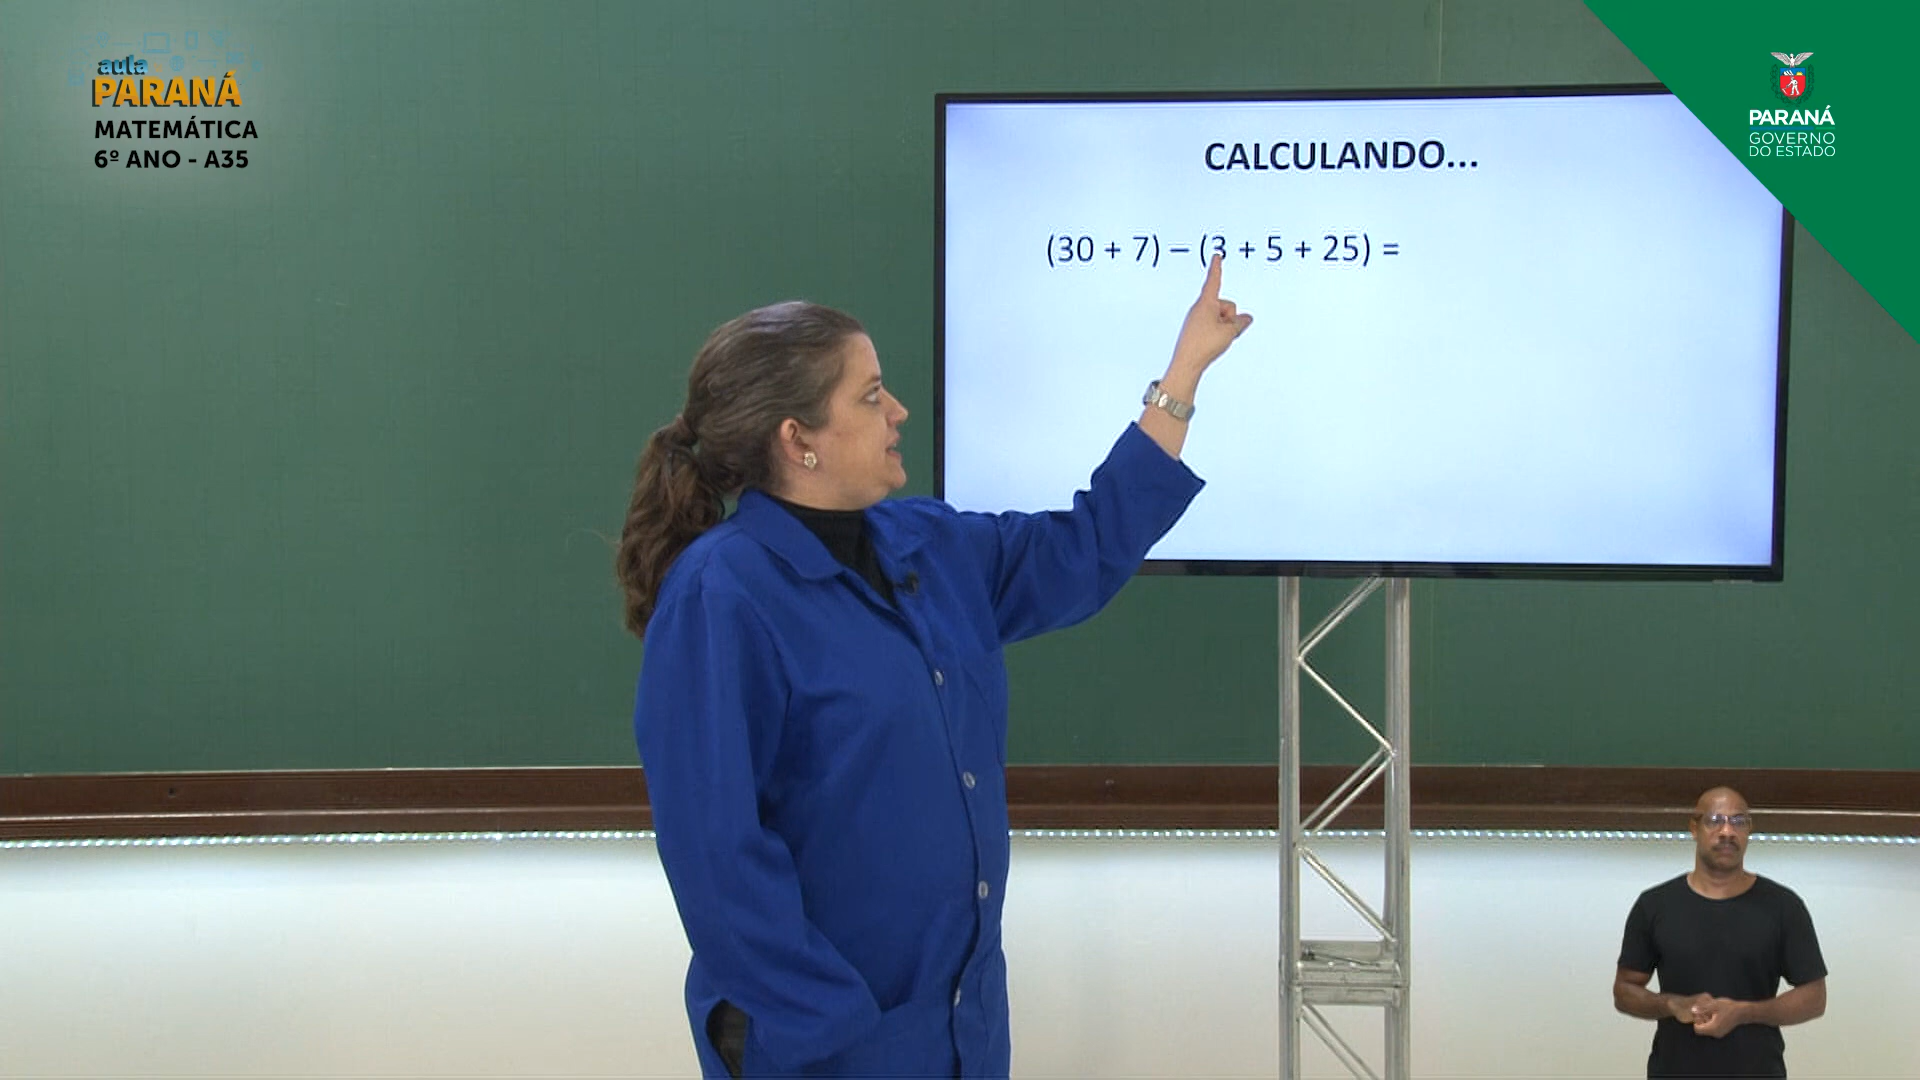 aula
PARANÁ
MATEMÁTICA
6º ANO - A35
CALCULANDO...
(30 + 7) – (3 + 5 + 25) =
PARANÁ
GOVERNO
DO ESTADO